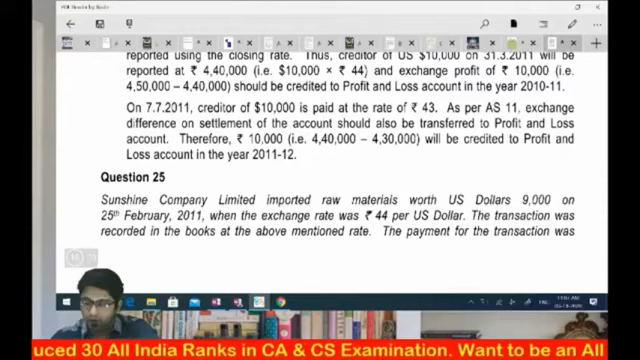 reported using the closing rate. Thus, creditor of US $10,000 on 31.3.2011 will be
reported at ₹ 4,40,000 (i.e. $10,000 × ₹ 44) and exchange profit of ₹ 10,000 (i.e.
4,50,000 – 4,40,000) should be credited to Profit and Loss account in the year 2010-11.
On 7.7.2011, creditor of $10,000 is paid at the rate of ₹ 43. As per AS 11, exchange
difference on settlement of the account should also be transferred to Profit and Loss
account. Therefore, ₹ 10,000 (i.e. 4,40,000 – 4,30,000) will be credited to Profit and
Loss account in the year 2011-12.
Question 25
Sunshine Company Limited imported raw materials worth US Dollars 9,000 on
25th February, 2011, when the exchange rate was ₹ 44 per US Dollar. The transaction was
recorded in the books at the above mentioned rate. The payment for the transaction was
uced 30 All India Ranks in CA & CS Examination. Want to be an All